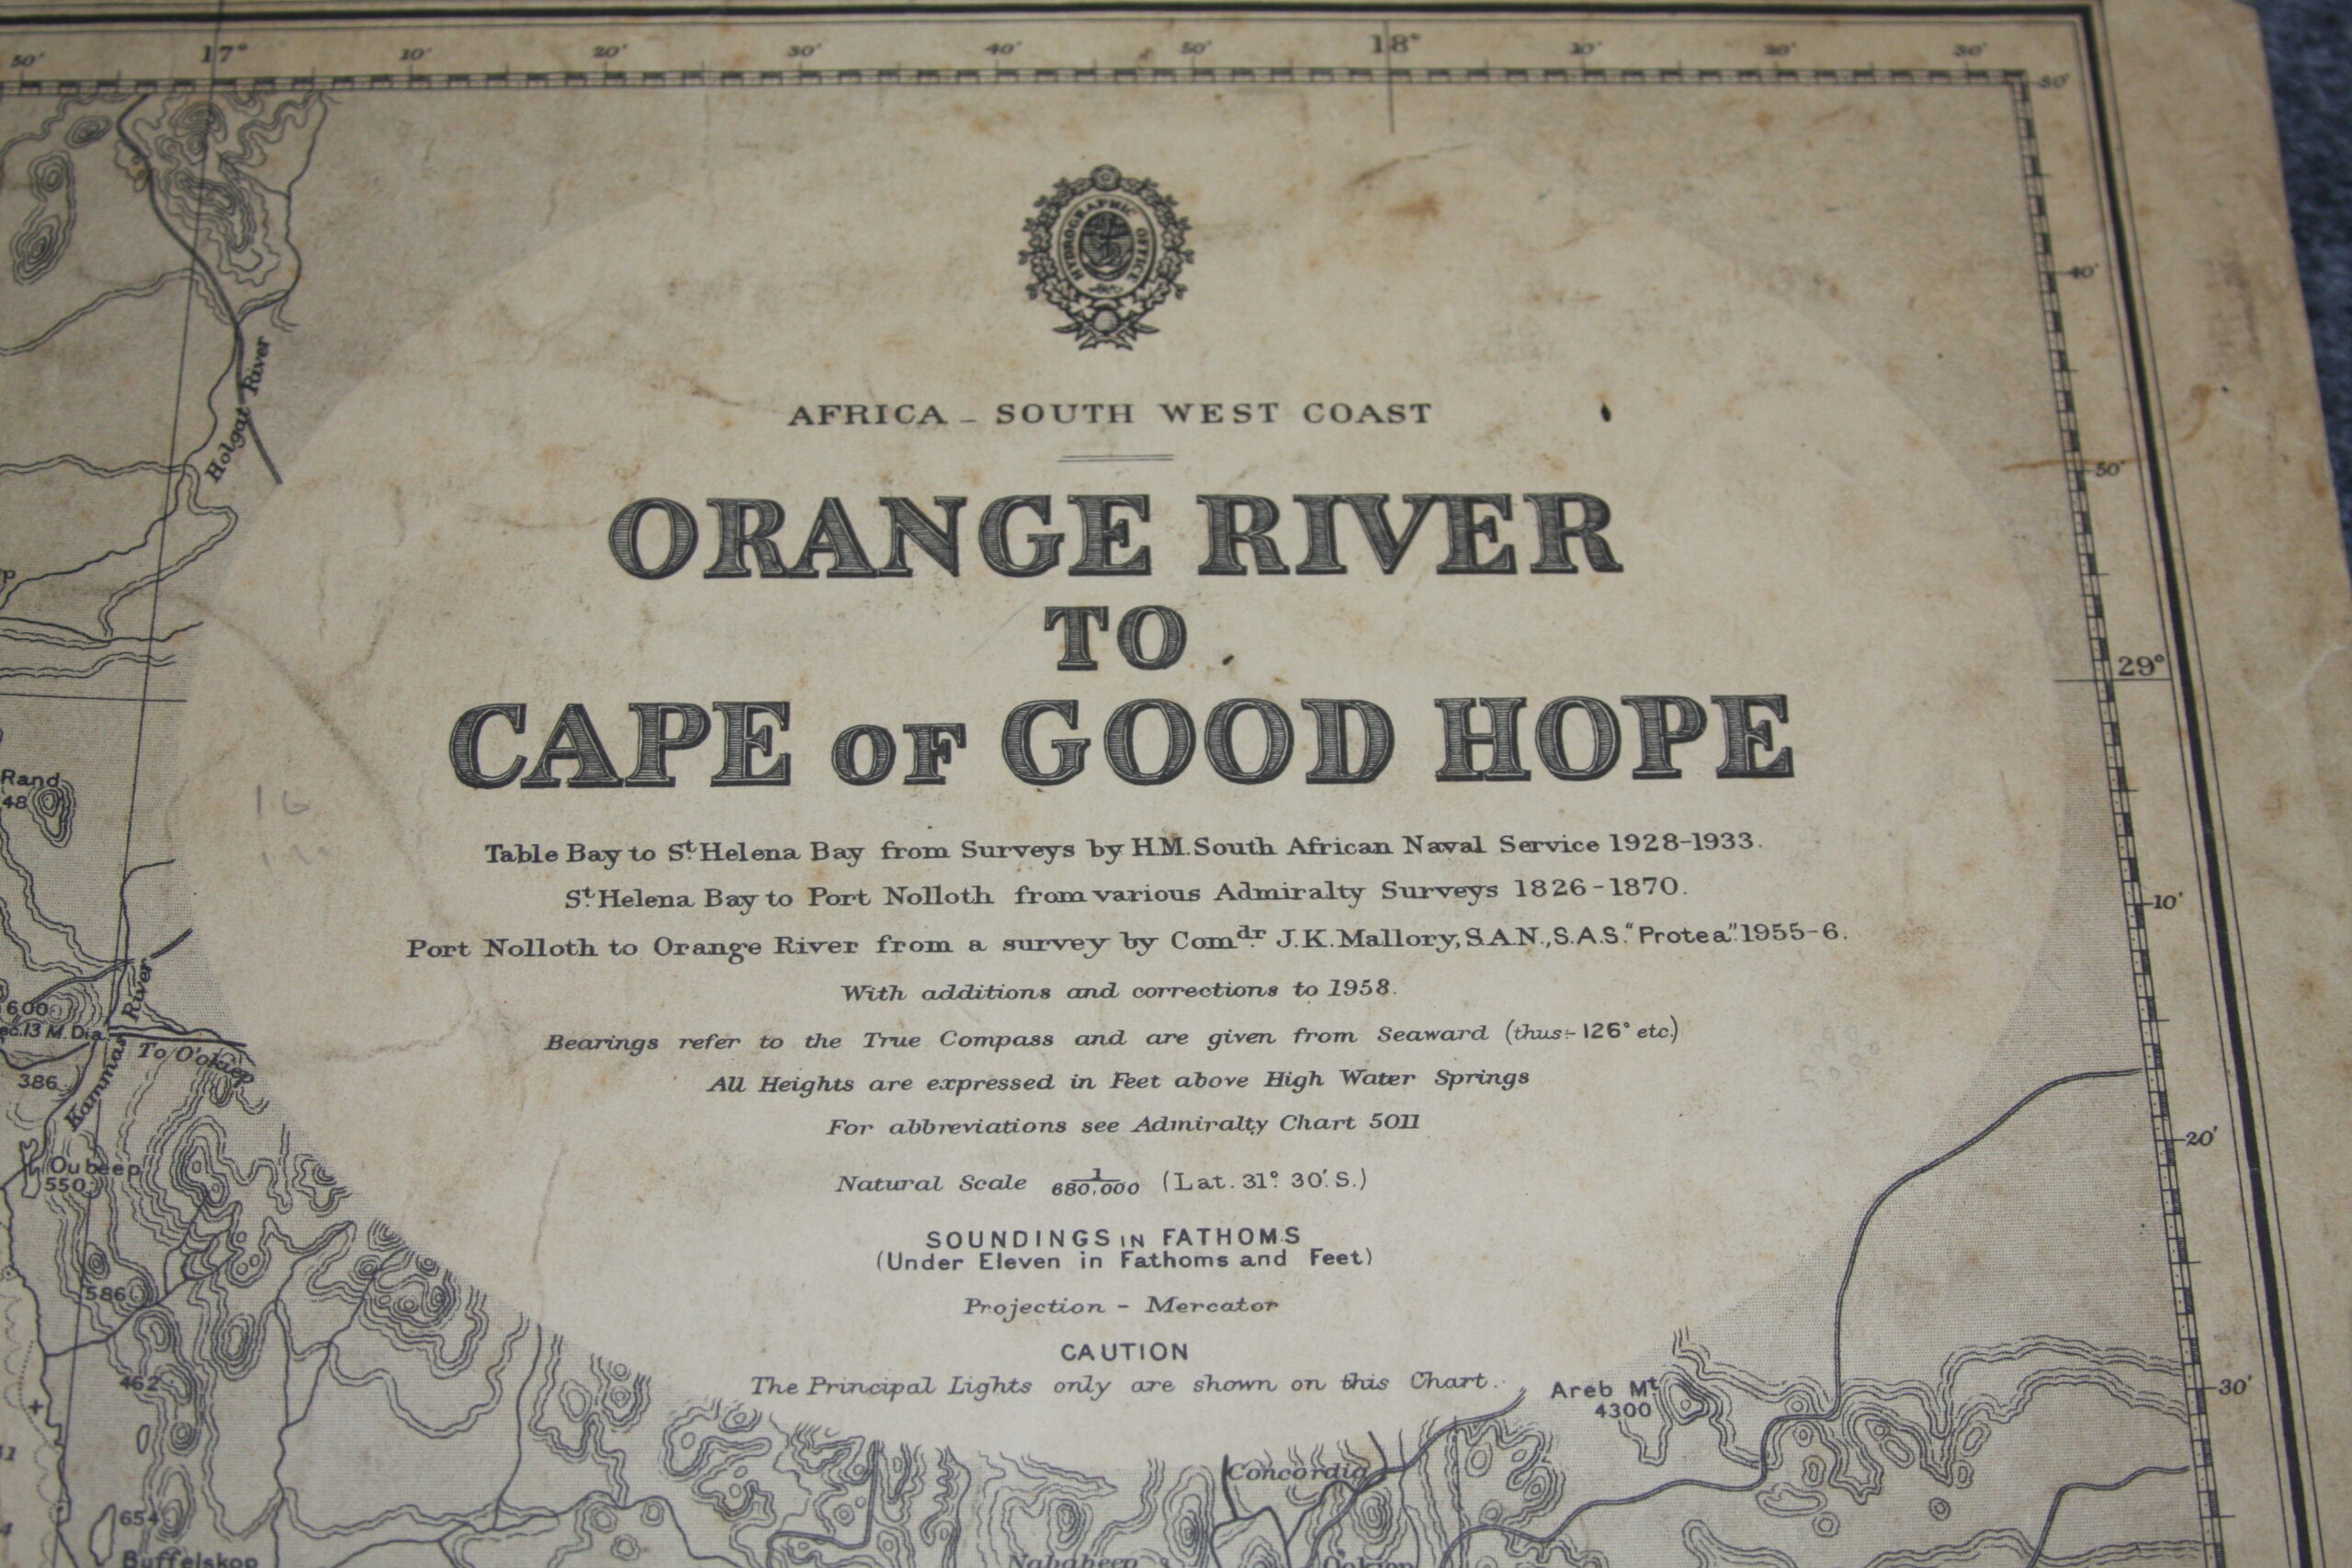 50' 17° 10' 20' 30' 40' 50' 18° 10' 20' 30'
30'
HYDROGRAPHIC OFFICE
40'
Holgat River
AFRICA _ SOUTH WEST COAST
50'
ORANGE RIVER
TO
29°
CAPE OF GOOD HOPE
Rand
48
16
Table Bay to St. Helena Bay from Surveys by H.M. South African Naval Service 1928-1933.
St. Helena Bay to Port Nolloth from various Admiralty Surveys 1826-1870.
10'
Port Nolloth to Orange River from a survey by Comdr. J.K. Mallory, S.A.N., S.A.S. "Protea". 1955-6.
With additions and corrections to 1958.
600
13 M. Dia.
Bearings refer to the True Compass and are given from Seaward (thus:- 126° etc.)
To O'okiep
386
Kammas River
All Heights are expressed in Feet above High Water Springs
For abbreviations see Admiralty Chart 5011
20'
Oubeep
550
Natural Scale 1/680,000 (Lat. 31° 30'. S.)
SOUNDINGS IN FATHOMS
(Under Eleven in Fathoms and Feet)
586
Projection - Mercator
CAUTION
The Principal Lights only are shown on this Chart.
462
Areb Mt
4300
30'
Concordia
654
Buffelskop
Nababeep
Ookiep